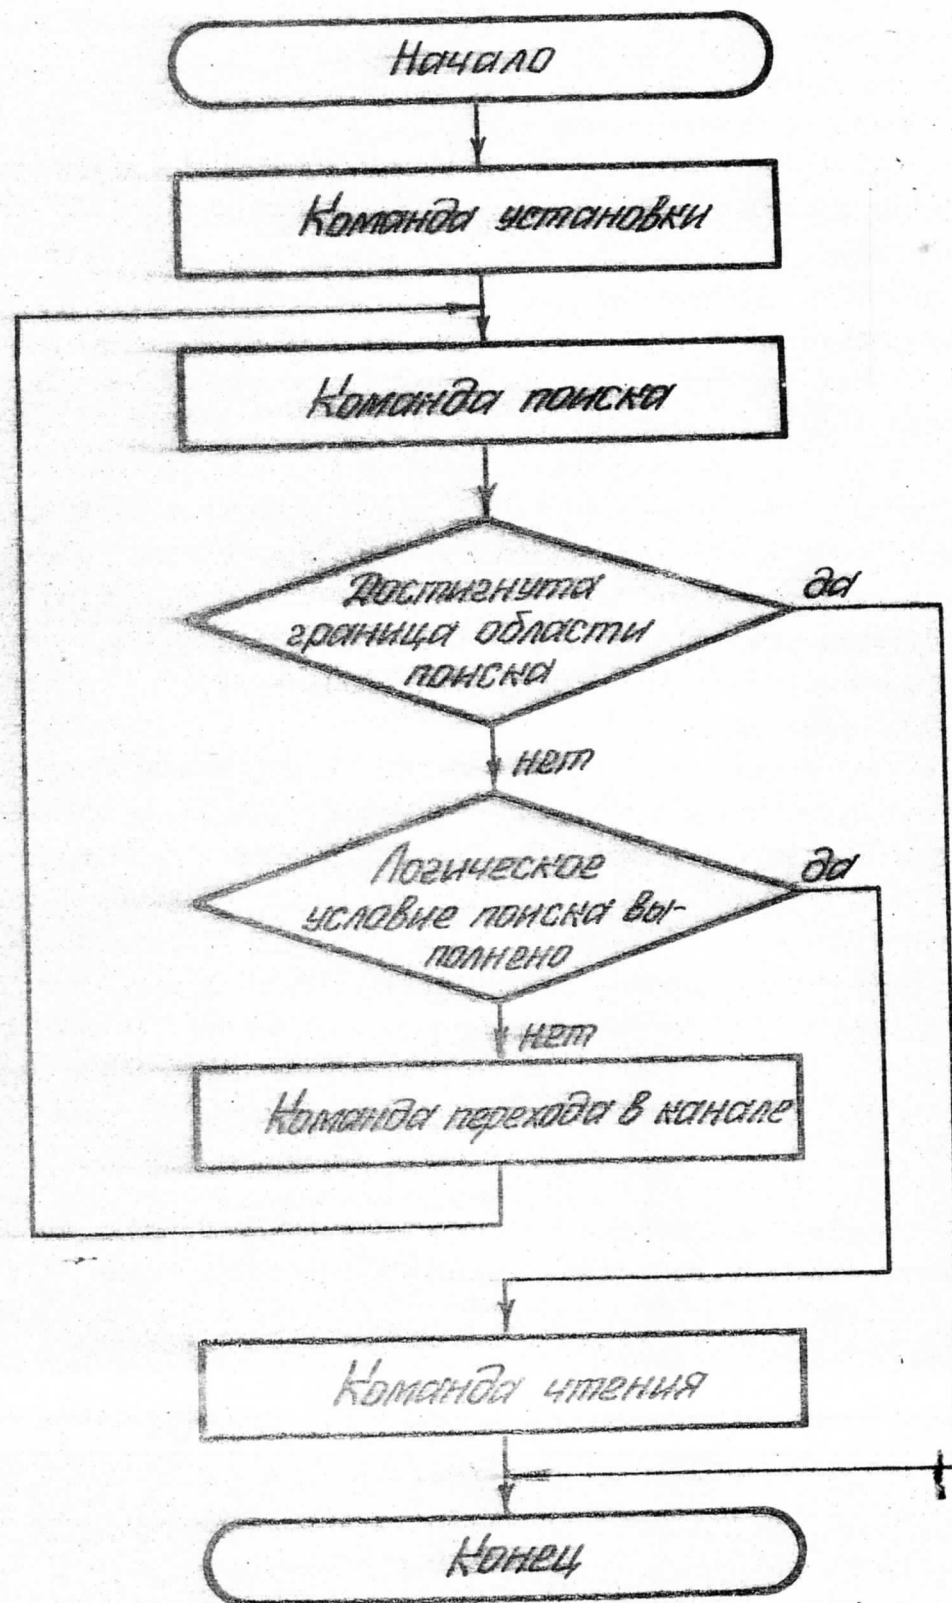 Начало
Команда установки
Команда поиска
Достигнута
граница области
поиска
да
нет
Логическое
условие поиска вы-
полнено
да
нет
Команда перехода в канале
Команда чтения
Конец